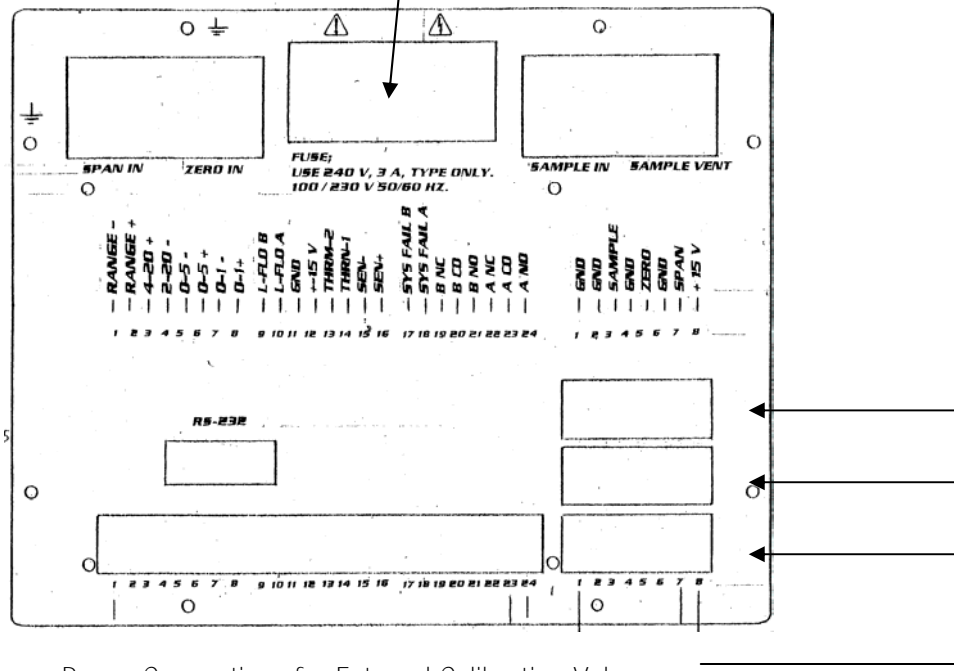 SPAN IN ZERO IN
FUSE;
USE 240 V, 3 A, TYPE ONLY.
100 / 230 V 50/60 HZ.
SAMPLE IN SAMPLE VENT
RANGE -
RANGE +
4-20 +
2-20 -
0-5 -
0-5 +
0-1 -
0-1+
L-FLO B
L-FLO A
GND
+-15 V
THRM-2
THRN-1
SEN-
SEN+
SYS FAIL B
SYS FAIL A
B NC
B CO
B NO
A NC
A CO
A NO
GND
GND
SAMPLE
GND
ZERO
GND
SPAN
+ 15 V
1 2 3 4 5 6 7 8 9 10 11 12 13 14 15 16 17 18 19 20 21 22 23 24 1 2 3 4 5 6 7 8
RS-232
5
1 2 3 4 5 6 7 8 9 10 11 12 13 14 15 16 17 18 19 20 21 22 23 24 1 2 3 4 5 6 7 8